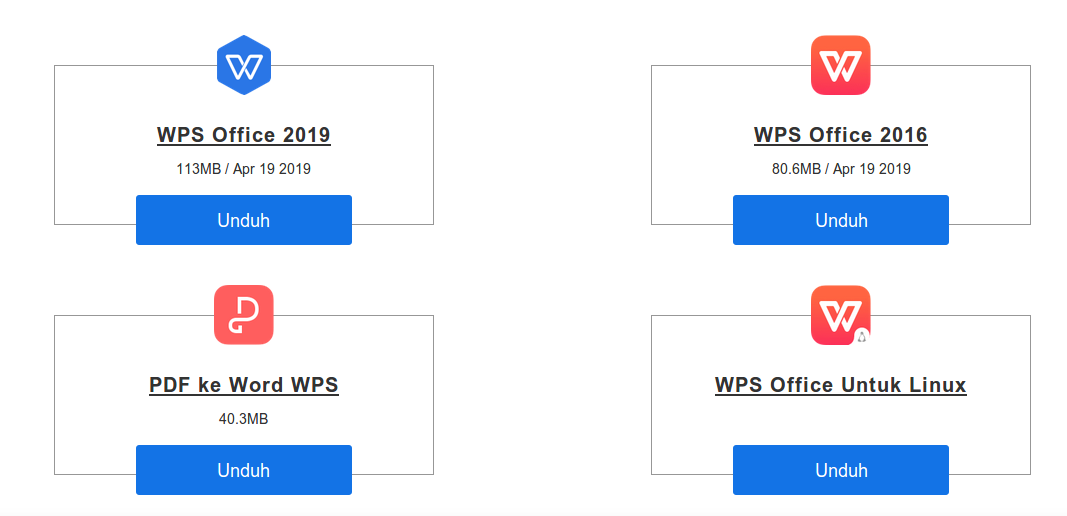 WPS Office 2019
113MB / Apr 19 2019
Unduh
WPS Office 2016
80.6MB / Apr 19 2019
Unduh
PDF ke Word WPS
40.3MB
Unduh
WPS Office Untuk Linux
Unduh